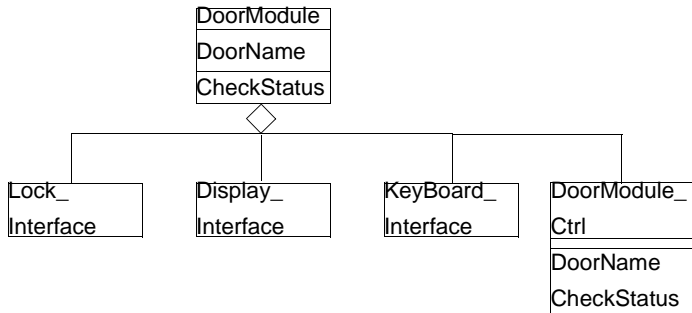 DoorModule
DoorName
CheckStatus
Lock_
Interface
Display_
Interface
KeyBoard_
Interface
DoorModule_
Ctrl
DoorName
CheckStatus